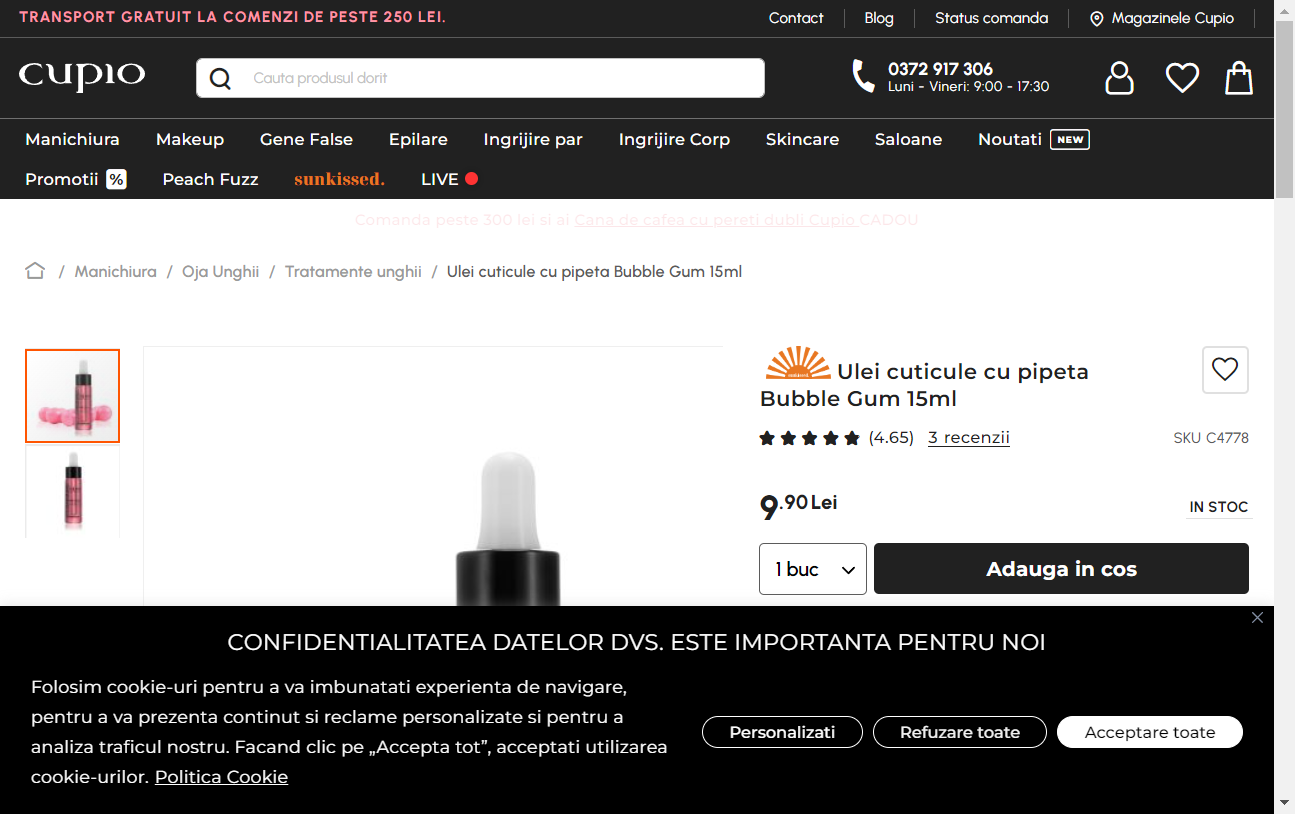 TRANSPORT GRATUIT LA COMENZI DE PESTE 250 LEI.
Contact
Blog
Status comanda
Magazinele Cupio
cupio
Cauta produsul dorit
0372 917 306
Luni - Vineri: 9:00 - 17:30
Manichiura
Makeup
Gene False
Epilare
Ingrijire par
Ingrijire Corp
Skincare
Saloane
Noutati NEW
Promotii %
Peach Fuzz
sunkissed.
LIVE
Comanda peste 300 lei si ai Cana de cafea cu pereti dubli Cupio CADOU
/ Manichiura / Oja Unghii / Tratamente unghii / Ulei cuticule cu pipeta Bubble Gum 15ml
Ulei cuticule cu pipeta
Bubble Gum 15ml
(4.65) 3 recenzii
SKU C4778
9.90 Lei
IN STOC
1 buc
Adauga in cos
CONFIDENTIALITATEA DATELOR DVS. ESTE IMPORTANTA PENTRU NOI
Folosim cookie-uri pentru a va imbunatati experienta de navigare,
pentru a va prezenta continut si reclame personalizate si pentru a
analiza traficul nostru. Facand clic pe „Accepta tot”, acceptati utilizarea
cookie-urilor. Politica Cookie
Personalizati
Refuzare toate
Acceptare toate